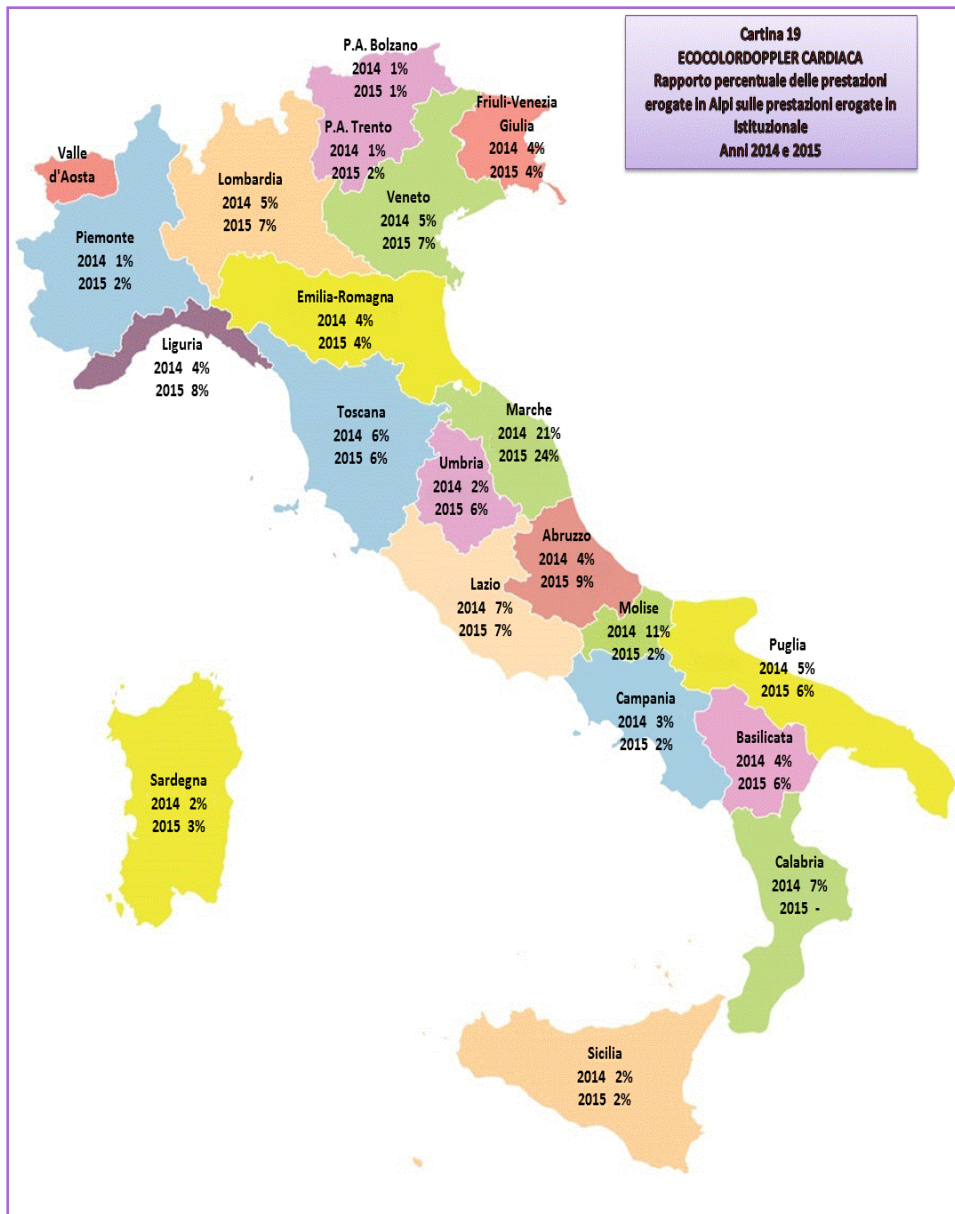 Cartina 19
ECOCOLORDOPPLER CARDIACA
Rapporto percentuale delle prestazioni
erogate in Alpi sulle prestazioni erogate in
Istituzionale
Anni 2014 e 2015
P.A. Bolzano
2014 1%
2015 1%
P.A. Trento
2014 1%
2015 2%
Friuli-Venezia
Giulia
2014 4%
2015 4%
Valle
d'Aosta
Lombardia
2014 5%
2015 7%
Veneto
2014 5%
2015 7%
Piemonte
2014 1%
2015 2%
Emilia-Romagna
2014 4%
2015 4%
Liguria
2014 4%
2015 8%
Toscana
2014 6%
2015 6%
Marche
2014 21%
2015 24%
Umbria
2014 2%
2015 6%
Abruzzo
2014 4%
2015 9%
Lazio
2014 7%
2015 7%
Molise
2014 11%
2015 2%
Puglia
2014 5%
2015 6%
Campania
2014 3%
2015 2%
Basilicata
2014 4%
2015 6%
Sardegna
2014 2%
2015 3%
Calabria
2014 7%
2015 -
Sicilia
2014 2%
2015 2%